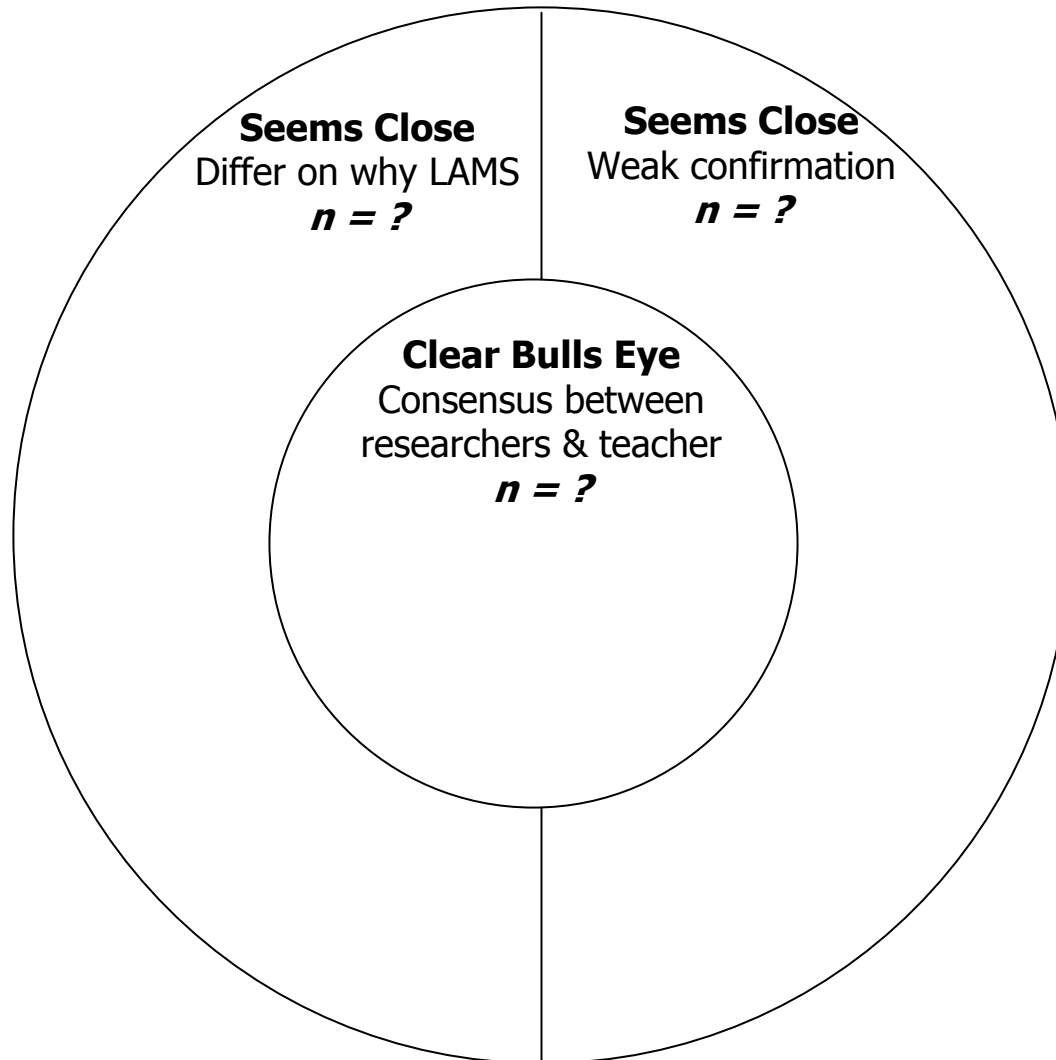 Seems Close
Differ on why LAMS
n = ?
Seems Close
Weak confirmation
n = ?
Clear Bulls Eye
Consensus between
researchers & teacher
n = ?